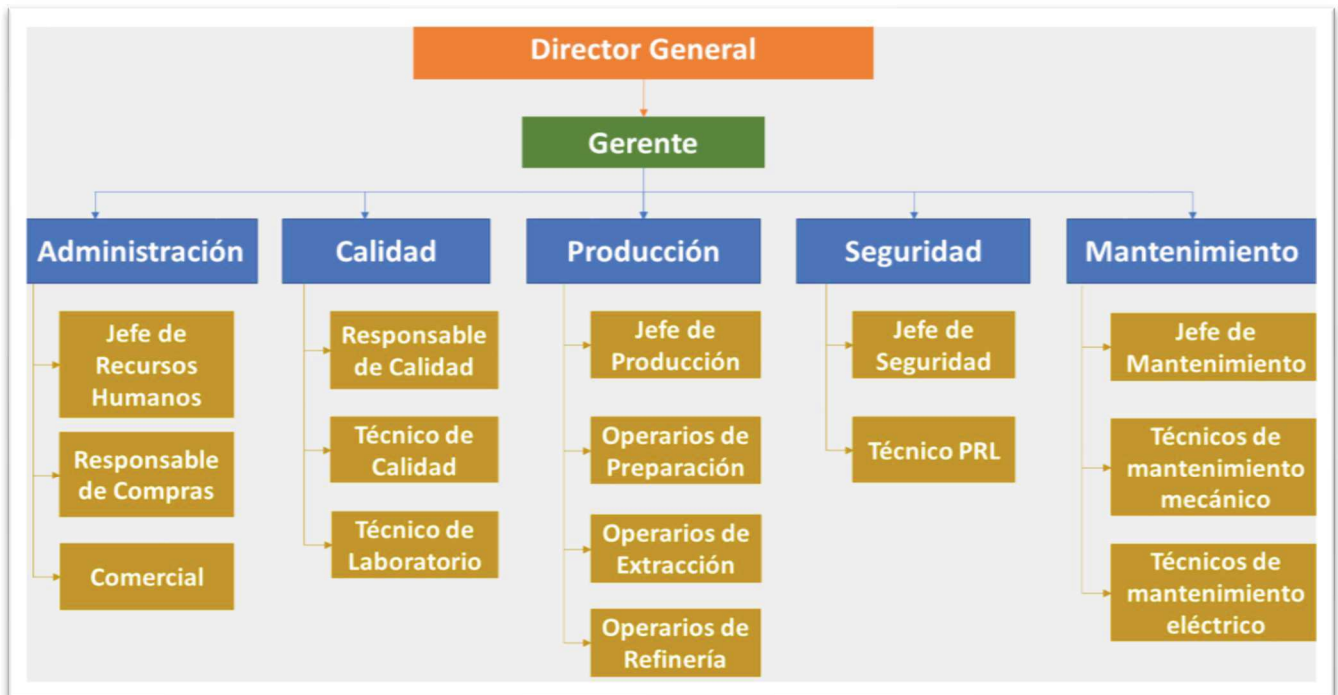 Director General
Gerente
Administración
Calidad
Producción
Seguridad
Mantenimiento
Jefe de
Recursos
Humanos
Responsable
de Compras
Comercial
Responsable
de Calidad
Técnico de
Calidad
Técnico de
Laboratorio
Jefe de
Producción
Operarios de
Preparación
Operarios de
Extracción
Operarios de
Refinería
Jefe de
Seguridad
Técnico PRL
Jefe de
Mantenimiento
Técnicos de
mantenimiento
mecánico
Técnicos de
mantenimiento
eléctrico